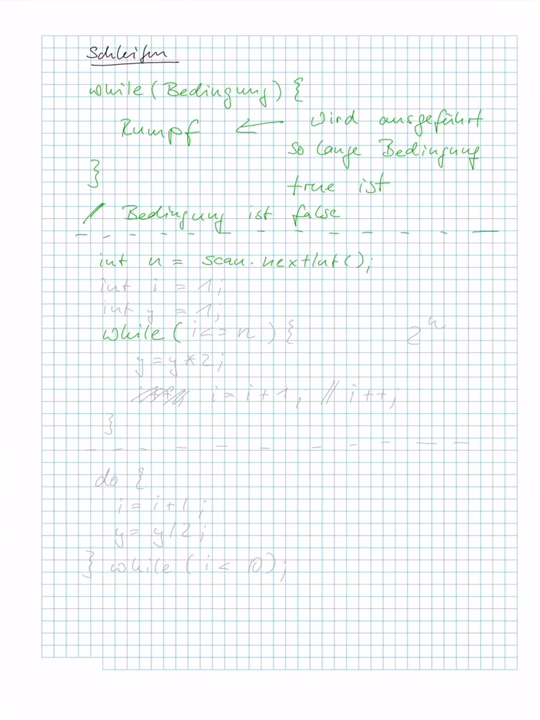 Schleifen
while (Bedingung) {
Rumpf ← wird ausgeführt
so lange Bedingung
} true ist
/ Bedingung ist false
int n = scan.nextInt();
int i = 1;
int y = 1;
while (i <= n) { 2^n
y = y * 2;
i = i + 1; // i++;
}
do {
i = i + 1;
y = y / 2;
} while (i < 10);